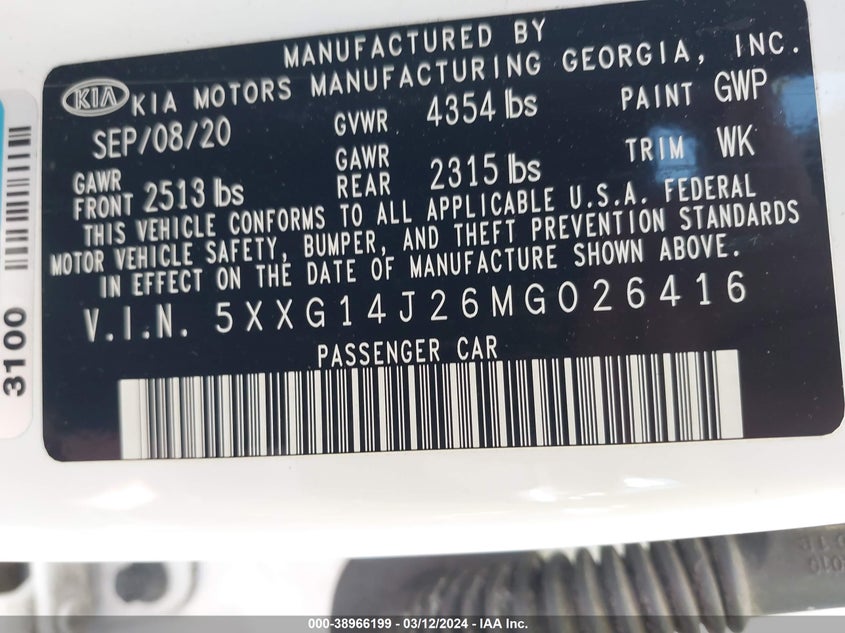 MANUFACTURED BY
KIA KIA MOTORS MANUFACTURING GEORGIA, INC.
SEP/08/20 GVWR 4354 lbs PAINT GWP
GAWR FRONT 2513 lbs GAWR REAR 2315 lbs TRIM WK
THIS VEHICLE CONFORMS TO ALL APPLICABLE U.S.A. FEDERAL
MOTOR VEHICLE SAFETY, BUMPER, AND THEFT PREVENTION STANDARDS
IN EFFECT ON THE DATE OF MANUFACTURE SHOWN ABOVE.
V.I.N. 5XXG14J26MG026416
PASSENGER CAR
3100
000-38966199 - 03/12/2024 - IAA Inc.